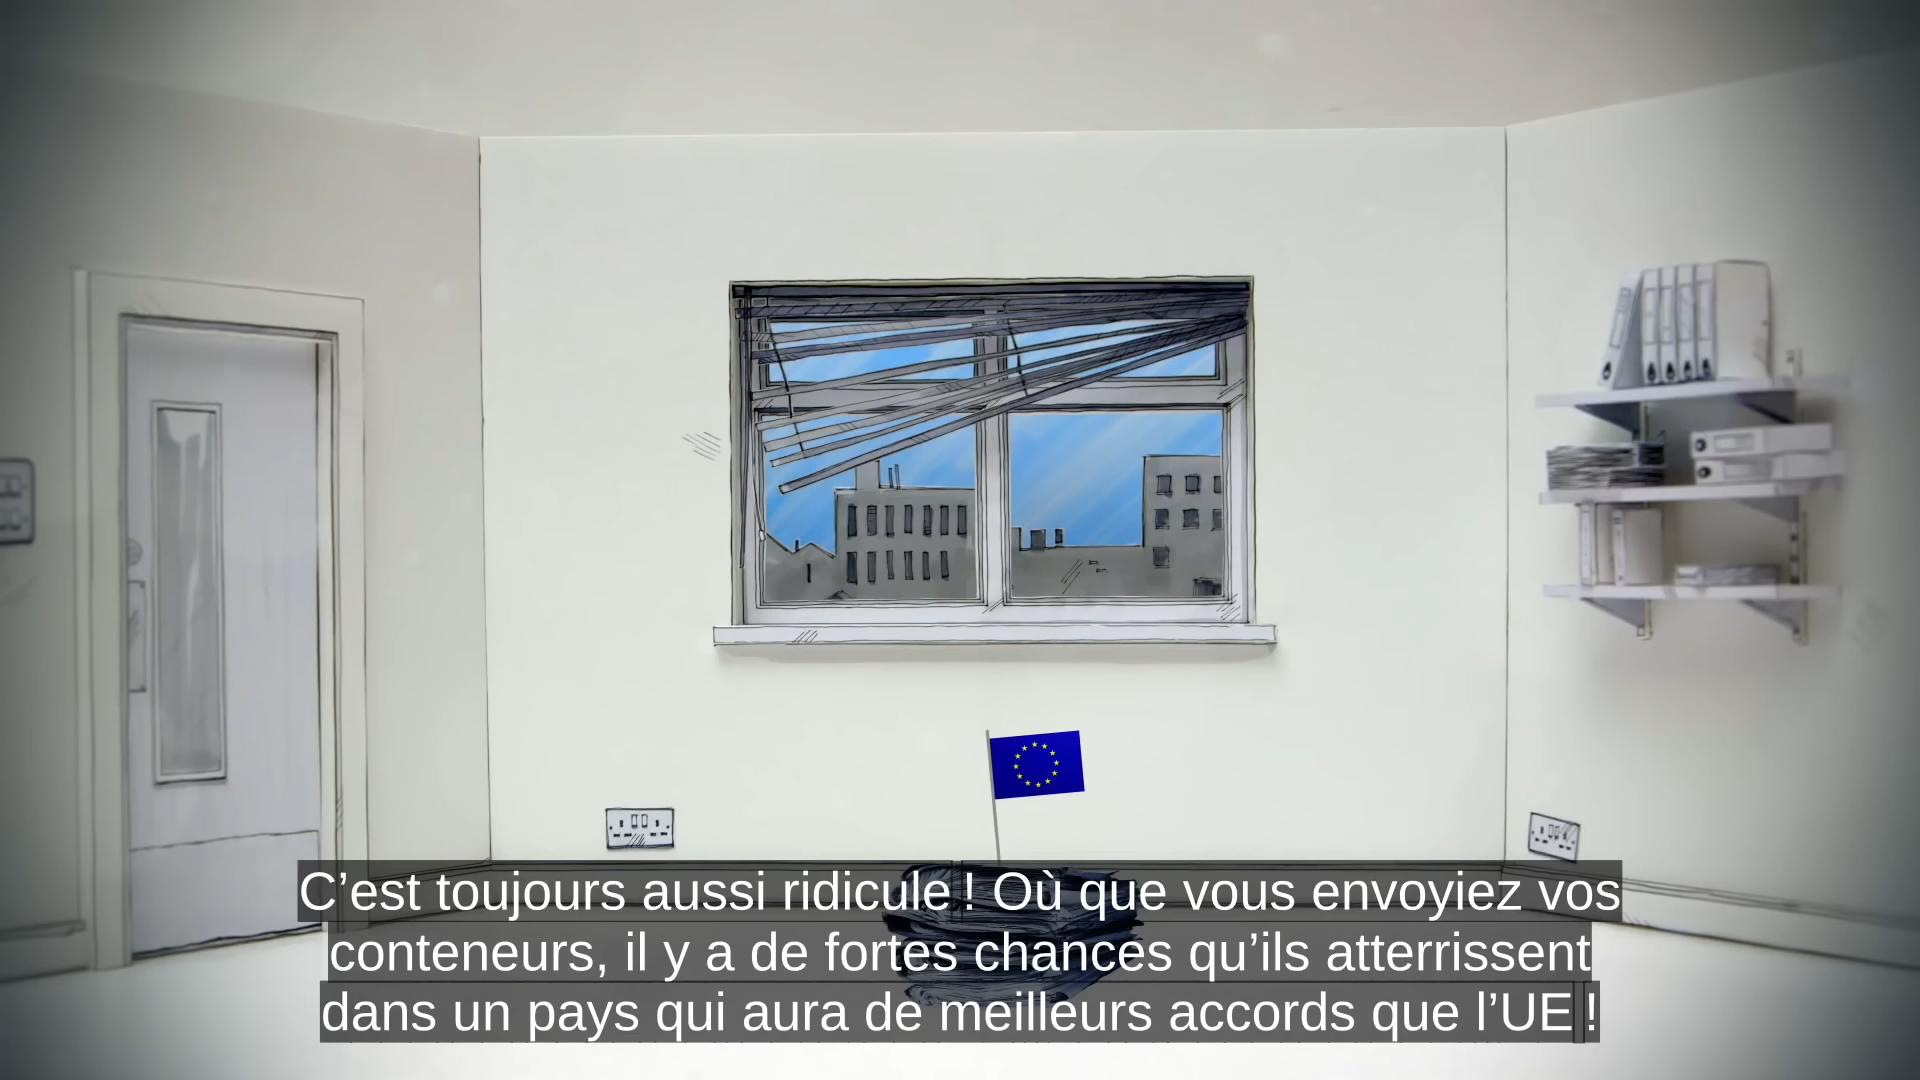 C’est toujours aussi ridicule ! Où que vous envoyiez vos
conteneurs, il y a de fortes chances qu’ils atterrissent
dans un pays qui aura de meilleurs accords que l’UE !